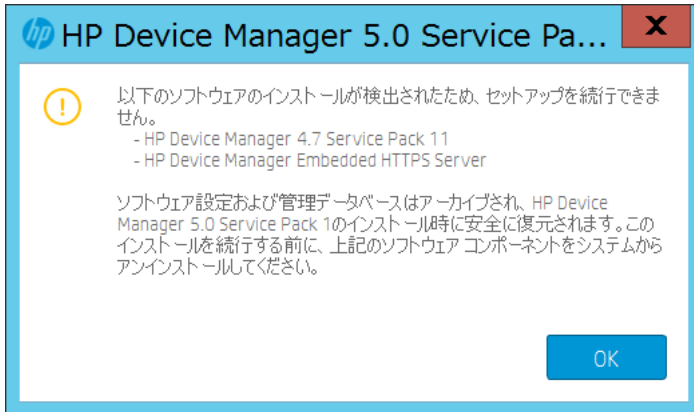 hp HP Device Manager 5.0 Service Pa... X
以下のソフトウェアのインストールが検出されたため、セットアップを続行できま
せん。
- HP Device Manager 4.7 Service Pack 11
- HP Device Manager Embedded HTTPS Server
ソフトウェア設定および管理データベースはアーカイブされ、HP Device
Manager 5.0 Service Pack 1のインストール時に安全に復元されます。この
インストールを続行する前に、上記のソフトウェア コンポーネントをシステムから
アンインストールしてください。
OK